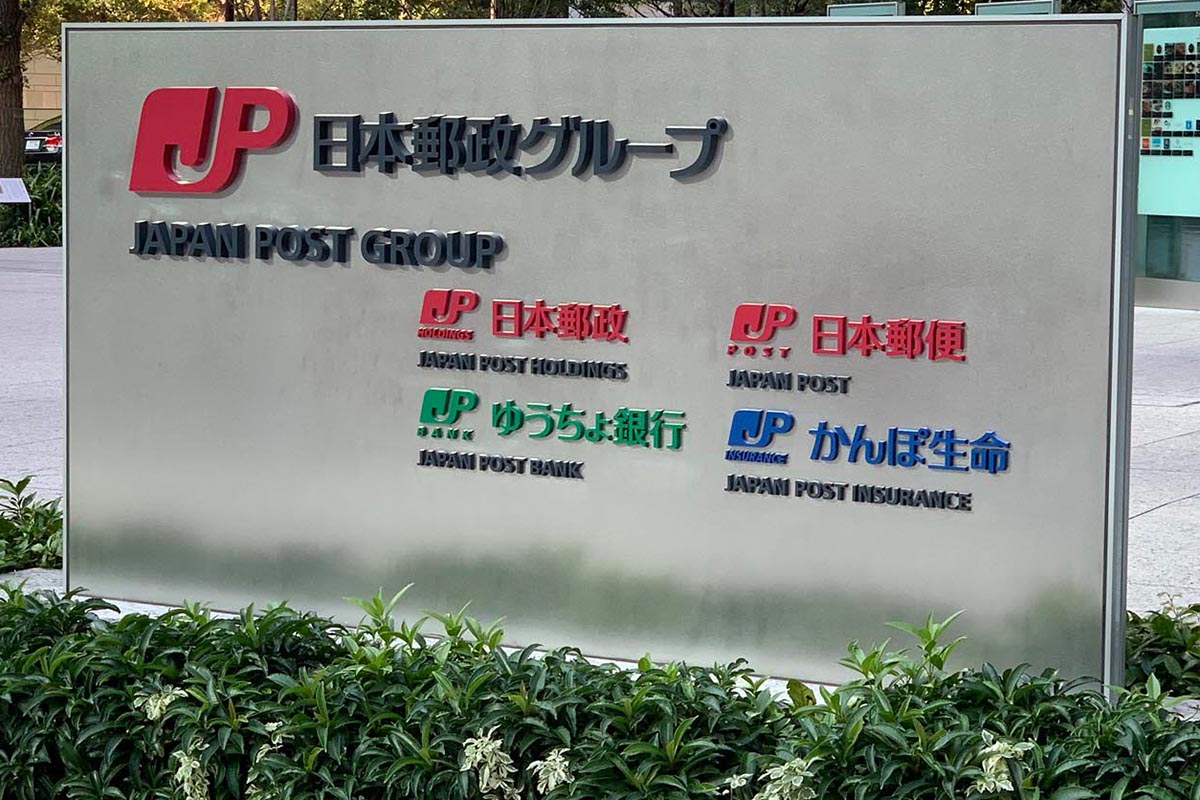 JP 日本郵政グループ
JAPAN POST GROUP
JP HOLDINGS 日本郵政
JAPAN POST HOLDINGS
JP POST 日本郵便
JAPAN POST
JP BANK ゆうちょ銀行
JAPAN POST BANK
JP INSURANCE かんぽ生命
JAPAN POST INSURANCE